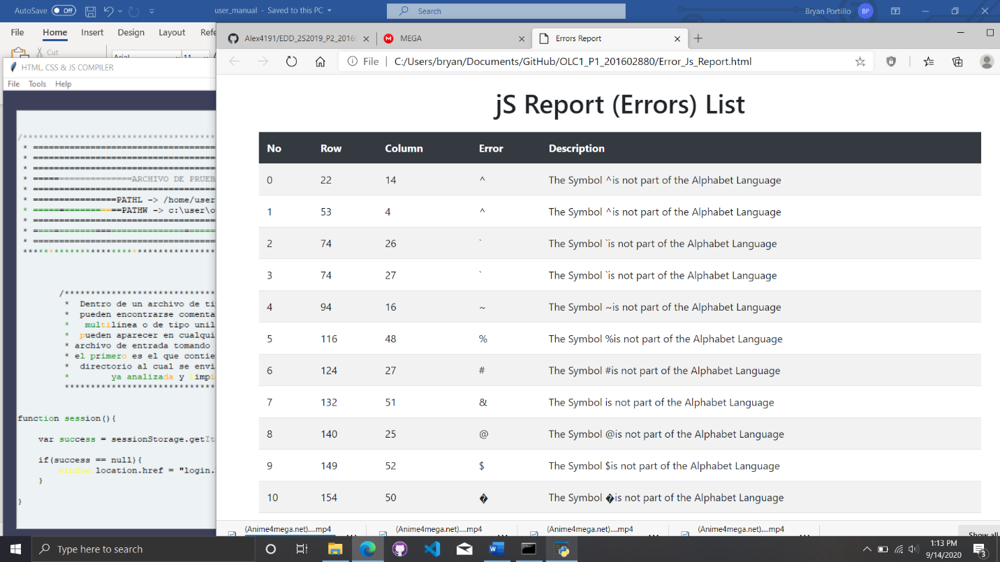 AutoSave Off user_manual - Saved to this PC Search Bryan Portillo BP
File Home Insert Design Layout Refe
Cut
Arial 11
Alex4191/EDD_2S2019_P2_2016 MEGA Errors Report
HTML, CSS & JS COMPILER
File C:/Users/bryan/Documents/GitHub/OLC1_P1_201602880/Error_Js_Report.html
File Tools Help
jS Report (Errors) List
No Row Column Error Description
0 22 14 ^ The Symbol ^is not part of the Alphabet Language
1 53 4 ^ The Symbol ^is not part of the Alphabet Language
2 74 26 ` The Symbol `is not part of the Alphabet Language
3 74 27 ` The Symbol `is not part of the Alphabet Language
4 94 16 ~ The Symbol ~is not part of the Alphabet Language
5 116 48 % The Symbol %is not part of the Alphabet Language
6 124 27 # The Symbol #is not part of the Alphabet Language
7 132 51 & The Symbol is not part of the Alphabet Language
8 140 25 @ The Symbol @is not part of the Alphabet Language
9 149 52 $ The Symbol $is not part of the Alphabet Language
10 154 50 � The Symbol �is not part of the Alphabet Language
/*************************************
* ===================================
* ===================================
* ===================================
* ===================ARCHIVO DE PRUEB
* ===================================
* ================PATHL -> /home/user
* =================PATHW -> c:\user\o
* ===================================
* ===================================
* ===================================
*************************************
/*****************************
* Dentro de un archivo de ti
* pueden encontrarse comenta
* multilinea o de tipo unil
* pueden aparecer en cualqui
* archivo de entrada tomando
* el primero es el que contie
* directorio al cual se envi
* ya analizada y limpi
*****************************
function session(){
var success = sessionStorage.getIt
if(success == null){
window.location.href = "login.
}
}
(Anime4mega.net)....mp4 (Anime4mega.net)....mp4 (Anime4mega.net)....mp4 (Anime4mega.net)....mp4 Show all
Type here to search 1:13 PM
9/14/2020 3